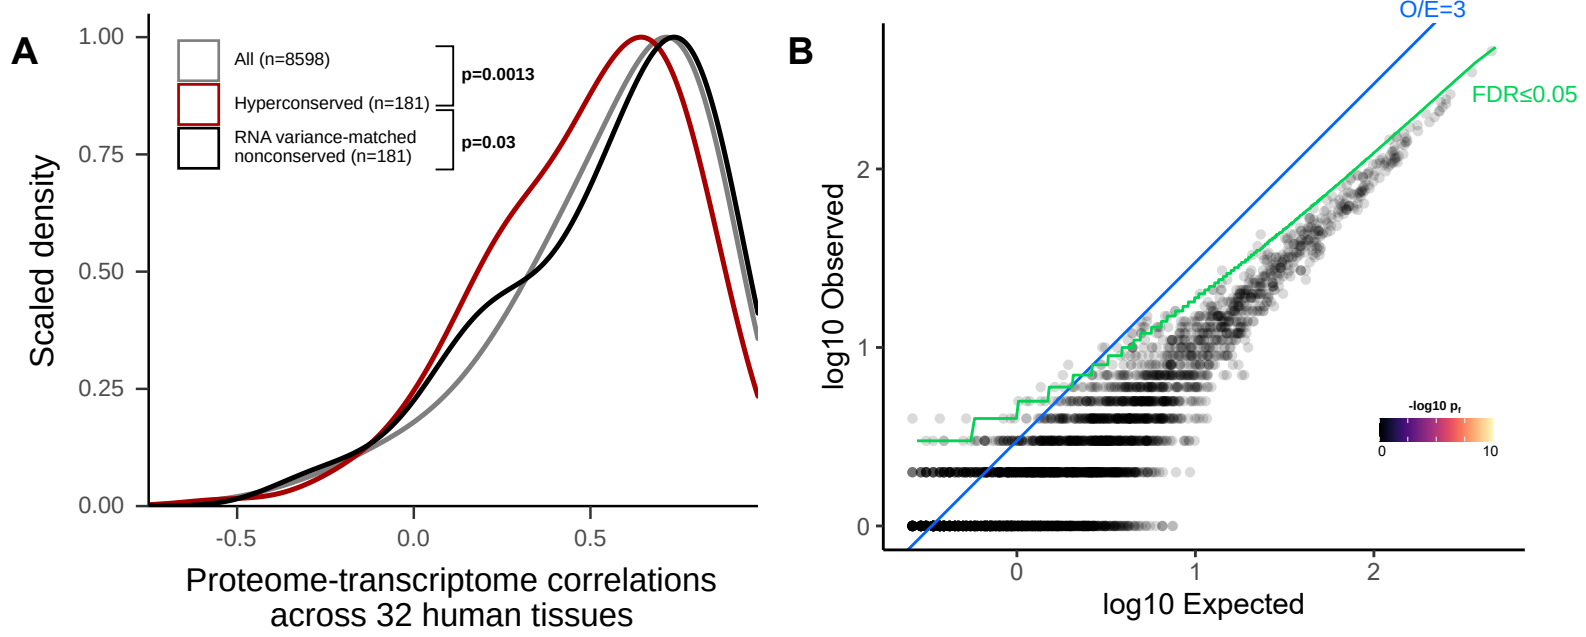 A
1.00
0.75
0.50
0.25
0.00
Scaled density
All (n=8598)
Hyperconserved (n=181)
RNA variance-matched
nonconserved (n=181)
p=0.0013
p=0.03
-0.5 0.0 0.5
Proteome-transcriptome correlations
across 32 human tissues
B
O/E=3
FDR≤0.05
2
1
0
log10 Observed
-log10 pf
0 10
0 1 2
log10 Expected